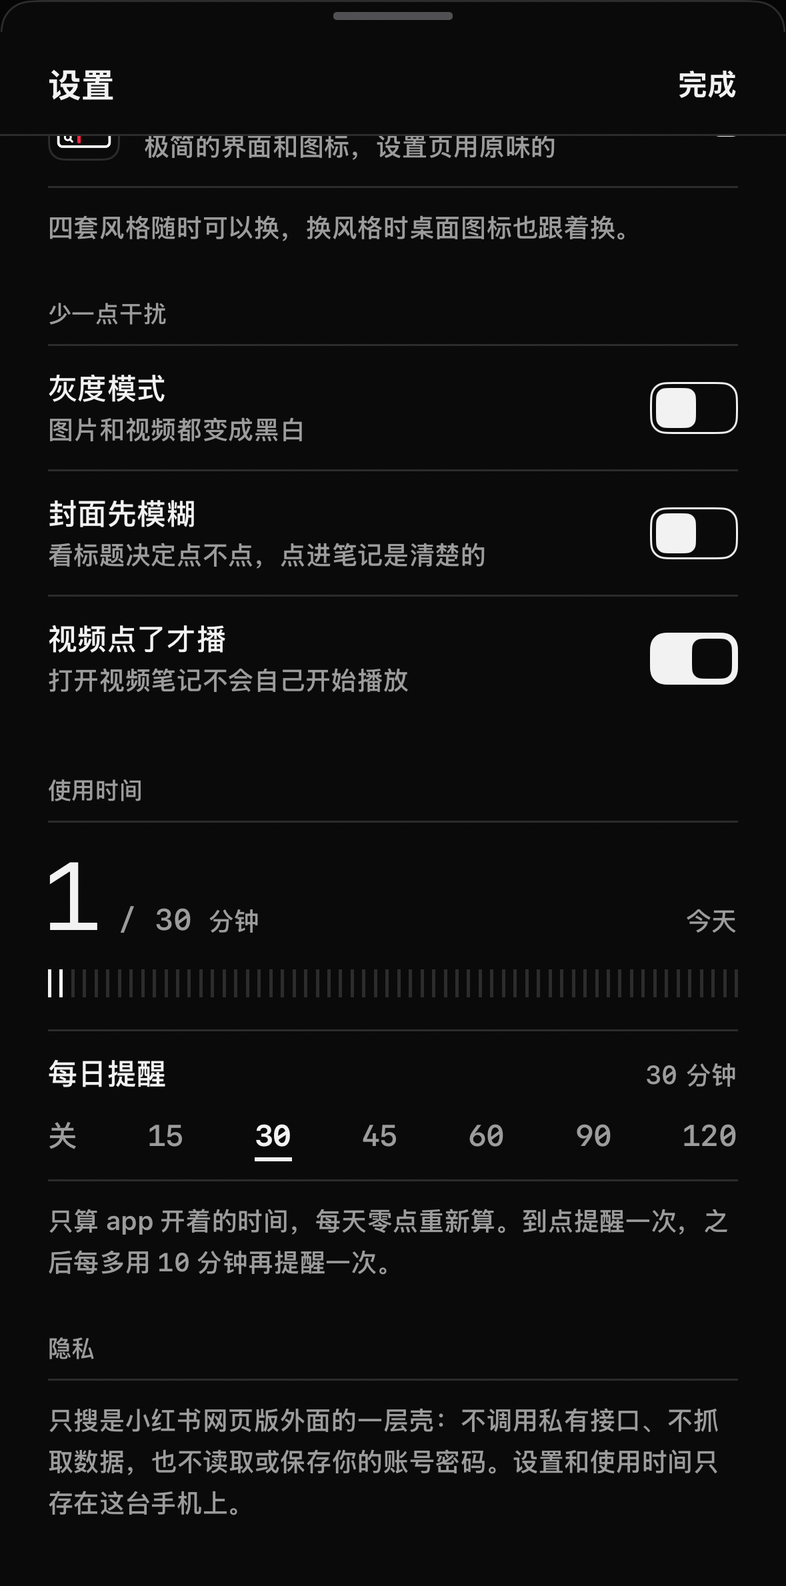 设置
完成
极简的界面和图标，设置页用原味的
四套风格随时可以换，换风格时桌面图标也跟着换。
少一点干扰
灰度模式
图片和视频都变成黑白
封面先模糊
看标题决定点不点，点进笔记是清楚的
视频点了才播
打开视频笔记不会自己开始播放
使用时间
1 / 30 分钟
今天
每日提醒
30 分钟
关 15 30 45 60 90 120
只算 app 开着的时间，每天零点重新算。到点提醒一次，之
后每多用 10 分钟再提醒一次。
隐私
只搜是小红书网页版外面的一层壳：不调用私有接口、不抓
取数据，也不读取或保存你的账号密码。设置和使用时间只
存在这台手机上。